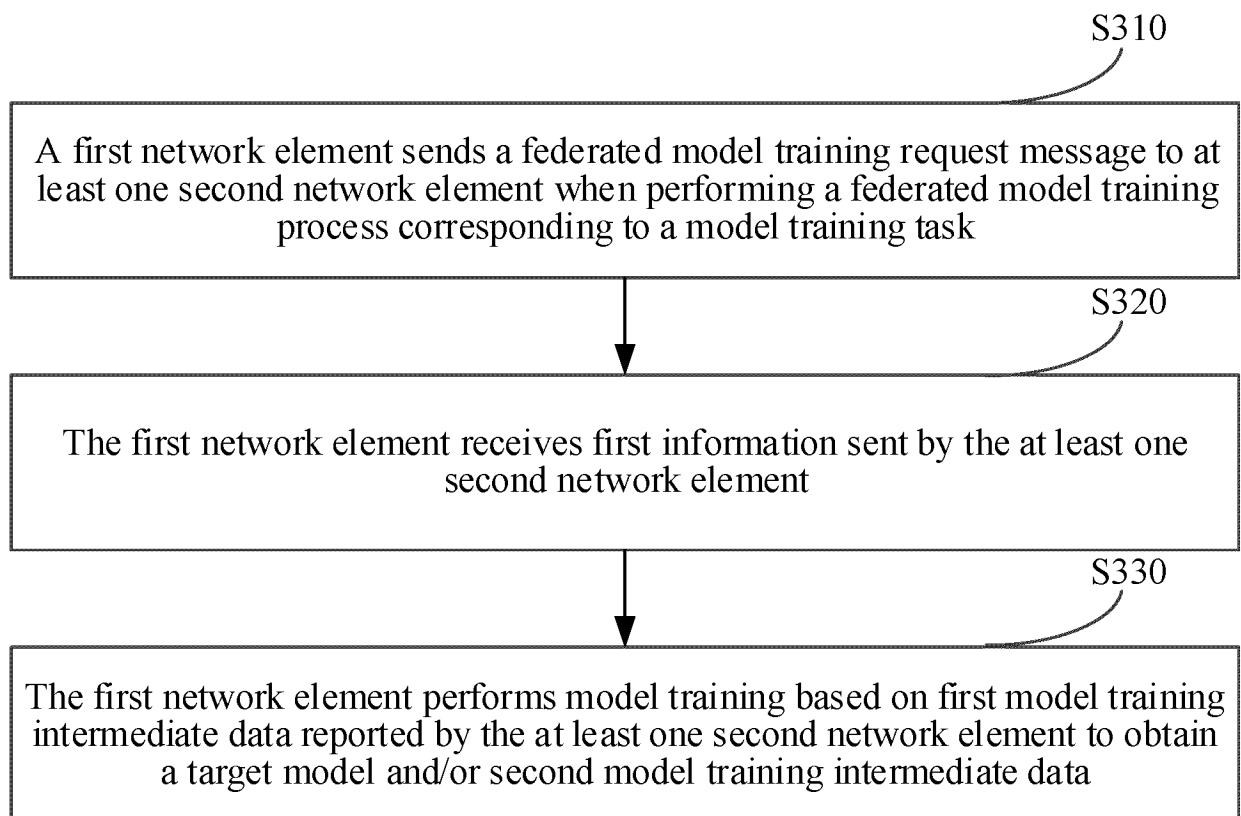 S310
A first network element sends a federated model training request message to at
least one second network element when performing a federated model training
process corresponding to a model training task
S320
The first network element receives first information sent by the at least one
second network element
S330
The first network element performs model training based on first model training
intermediate data reported by the at least one second network element to obtain
a target model and/or second model training intermediate data